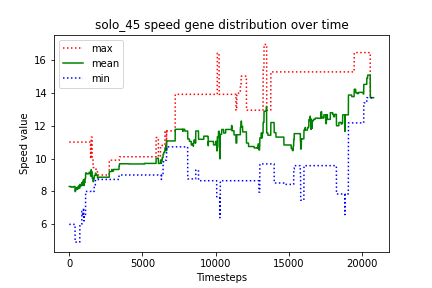 solo_45 speed gene distribution over time
max
mean
min
Speed value
16
14
12
10
8
6
0
5000
10000
15000
20000
Timesteps